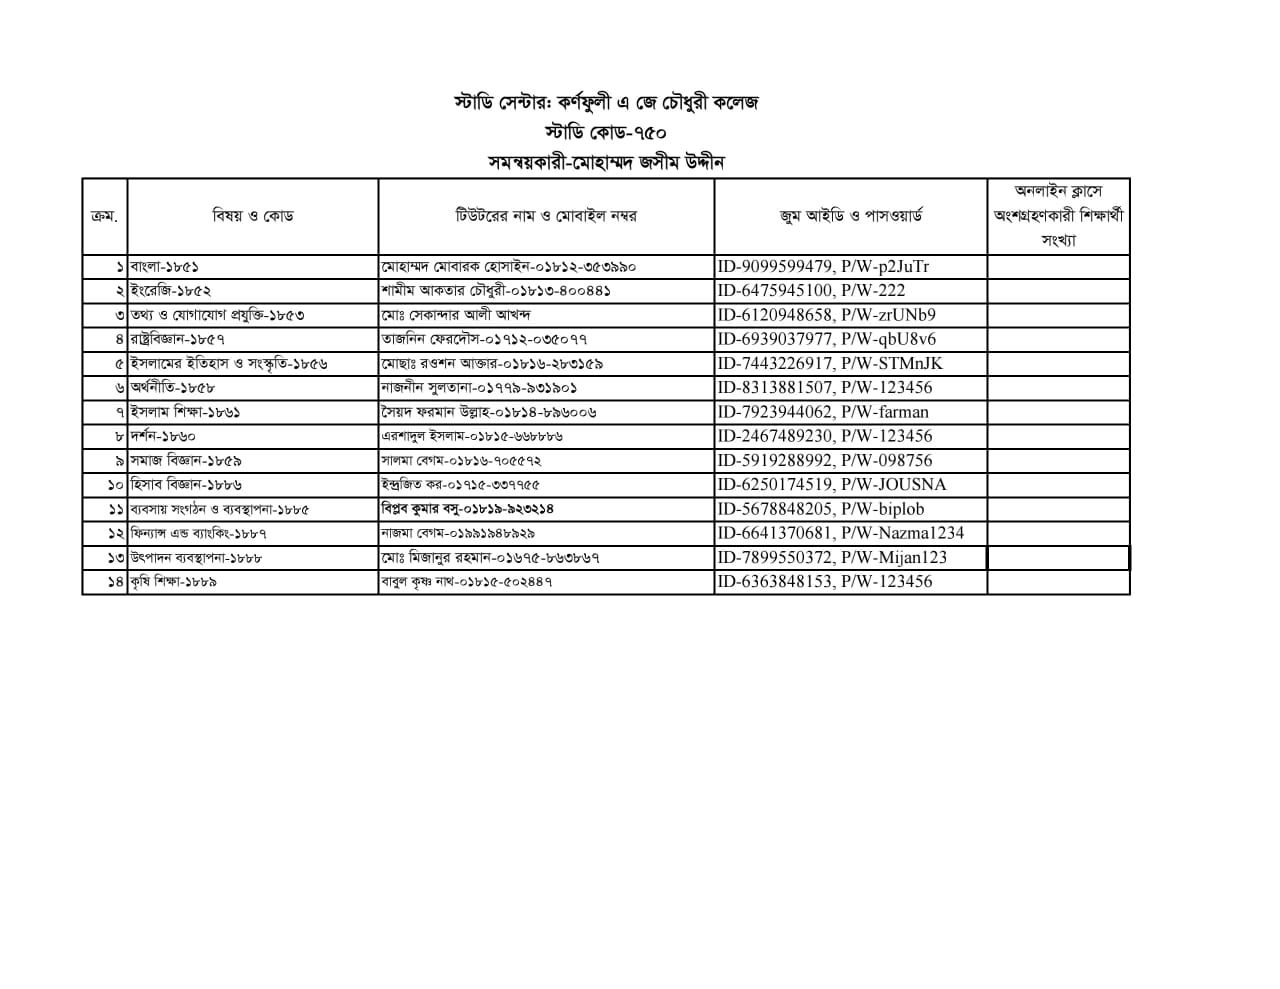 স্টাডি সেন্টার: কর্ণফুলী এ জে চৌধুরী কলেজ
স্টাডি কোড-৭৫০
সমন্বয়কারী-মোহাম্মদ জসীম উদ্দীন
ক্রম. বিষয় ও কোড টিউটরের নাম ও মোবাইল নম্বর জুম আইডি ও পাসওয়ার্ড অনলাইন ক্লাসে
অংশগ্রহণকারী শিক্ষার্থী
সংখ্যা
১ বাংলা-১৮৫১ মোহাম্মদ মোবারক হোসাইন-০১৮১২-৩৫৩৯৯০ ID-9099599479, P/W-p2JuTr
২ ইংরেজি-১৮৫২ শামীম আকতার চৌধুরী-০১৮১৩-৪০০৪৪১ ID-6475945100, P/W-222
৩ তথ্য ও যোগাযোগ প্রযুক্তি-১৮৫৩ মোঃ সেকান্দার আলী আখন্দ ID-6120948658, P/W-zrUNb9
৪ রাষ্ট্রবিজ্ঞান-১৮৫৭ তাজনিন ফেরদৌস-০১৭১২-০৩৫০৭৭ ID-6939037977, P/W-qbU8v6
৫ ইসলামের ইতিহাস ও সংস্কৃতি-১৮৫৬ মোছাঃ রওশন আক্তার-০১৮১৬-২৮৩১৫৯ ID-7443226917, P/W-STMnJK
৬ অর্থনীতি-১৮৫৮ নাজনীন সুলতানা-০১৭৭৯-৯৩১৯০১ ID-8313881507, P/W-123456
৭ ইসলাম শিক্ষা-১৮৬১ সৈয়দ ফরমান উল্লাহ-০১৮১৪-৮৯৬০০৬ ID-7923944062, P/W-farman
৮ দর্শন-১৮৬০ এরশাদুল ইসলাম-০১৮১৫-৬৬৮৮৮৬ ID-2467489230, P/W-123456
৯ সমাজ বিজ্ঞান-১৮৫৯ সালমা বেগম-০১৮১৬-৭০৫৫৭২ ID-5919288992, P/W-098756
১০ হিসাব বিজ্ঞান-১৮৮৬ ইন্দ্রজিত কর-০১৭১৫-৩৩৭৭৫৫ ID-6250174519, P/W-JOUSNA
১১ ব্যবসায় সংগঠন ও ব্যবস্থাপনা-১৮৮৫ বিপ্লব কুমার বসু-০১৮১৯-৯২৩২১৪ ID-5678848205, P/W-biplob
১২ ফিন্যান্স এন্ড ব্যাংকিং-১৮৮৭ নাজমা বেগম-০১৯৯১৯৪৮৯২৯ ID-6641370681, P/W-Nazma1234
১৩ উৎপাদন ব্যবস্থাপনা-১৮৮৮ মোঃ মিজানুর রহমান-০১৬৭৫-৮৬৩৮৬৭ ID-7899550372, P/W-Mijan123
১৪ কৃষি শিক্ষা-১৮৮৯ বাবুল কৃষ্ণ নাথ-০১৮১৫-৫০২৪৪৭ ID-6363848153, P/W-123456